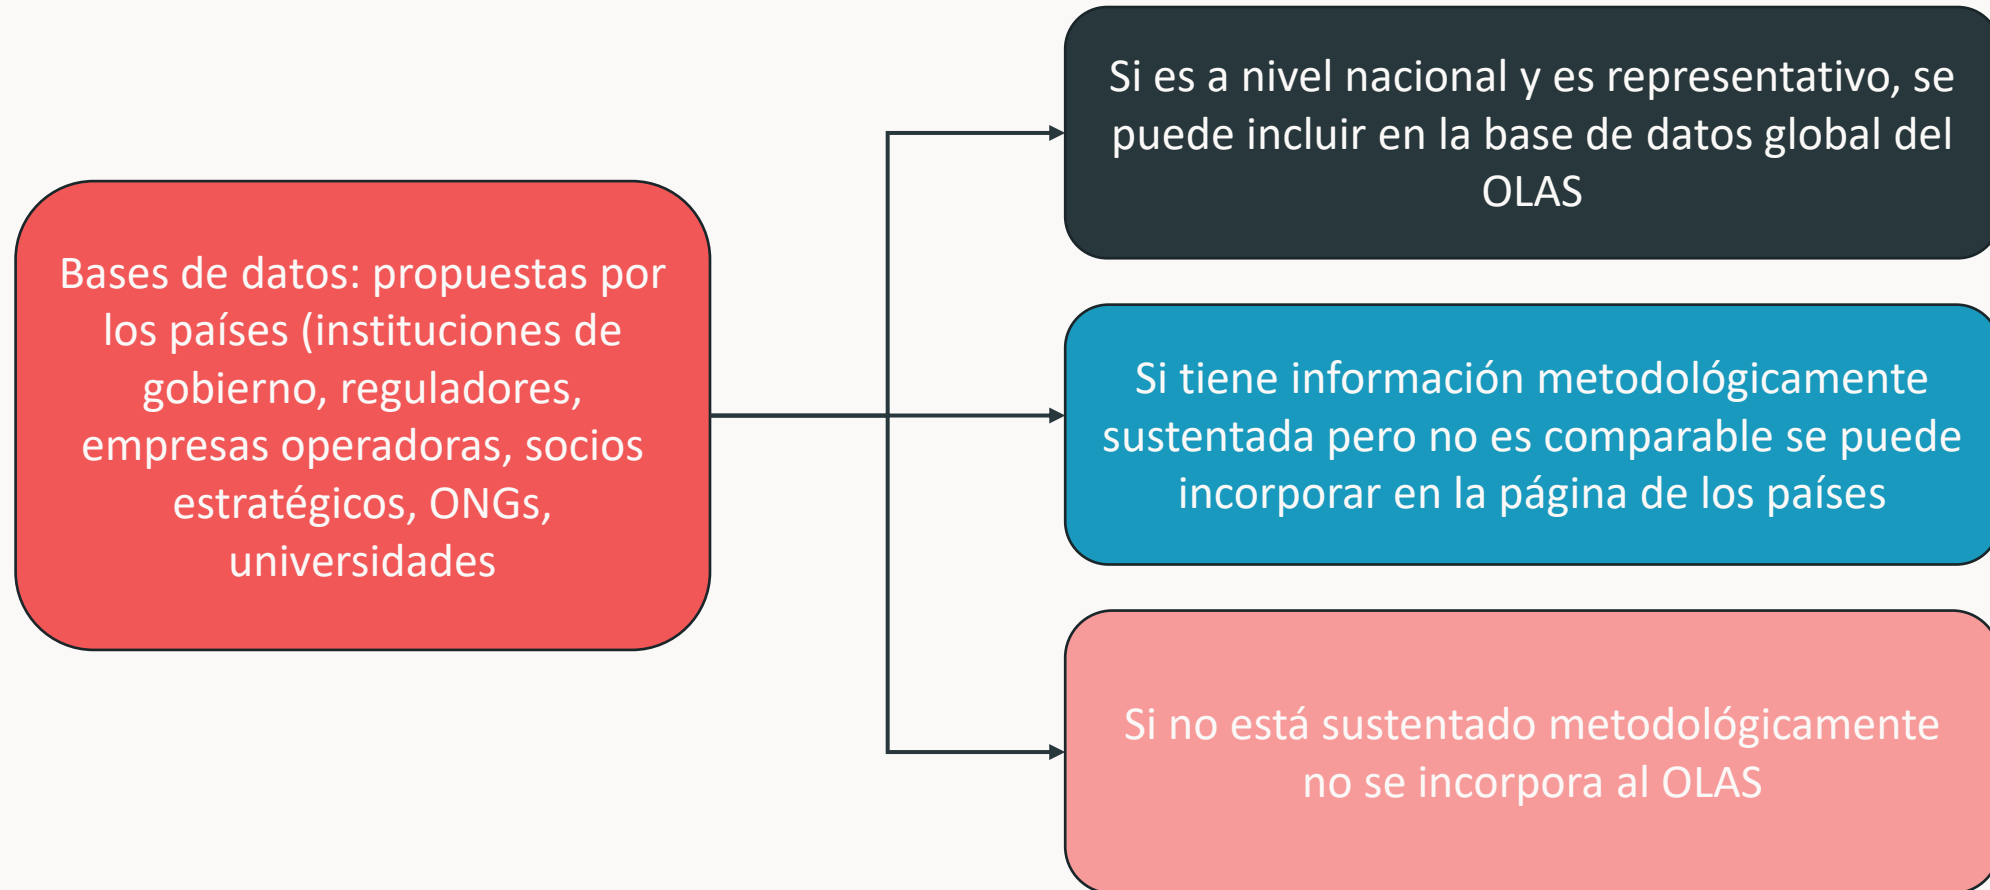 Bases de datos: propuestas por
los países (instituciones de
gobierno, reguladores,
empresas operadoras, socios
estratégicos, ONGs,
universidades
Si es a nivel nacional y es representativo, se
puede incluir en la base de datos global del
OLAS
Si tiene información metodológicamente
sustentada pero no es comparable se puede
incorporar en la página de los países
Si no está sustentado metodológicamente
no se incorpora al OLAS